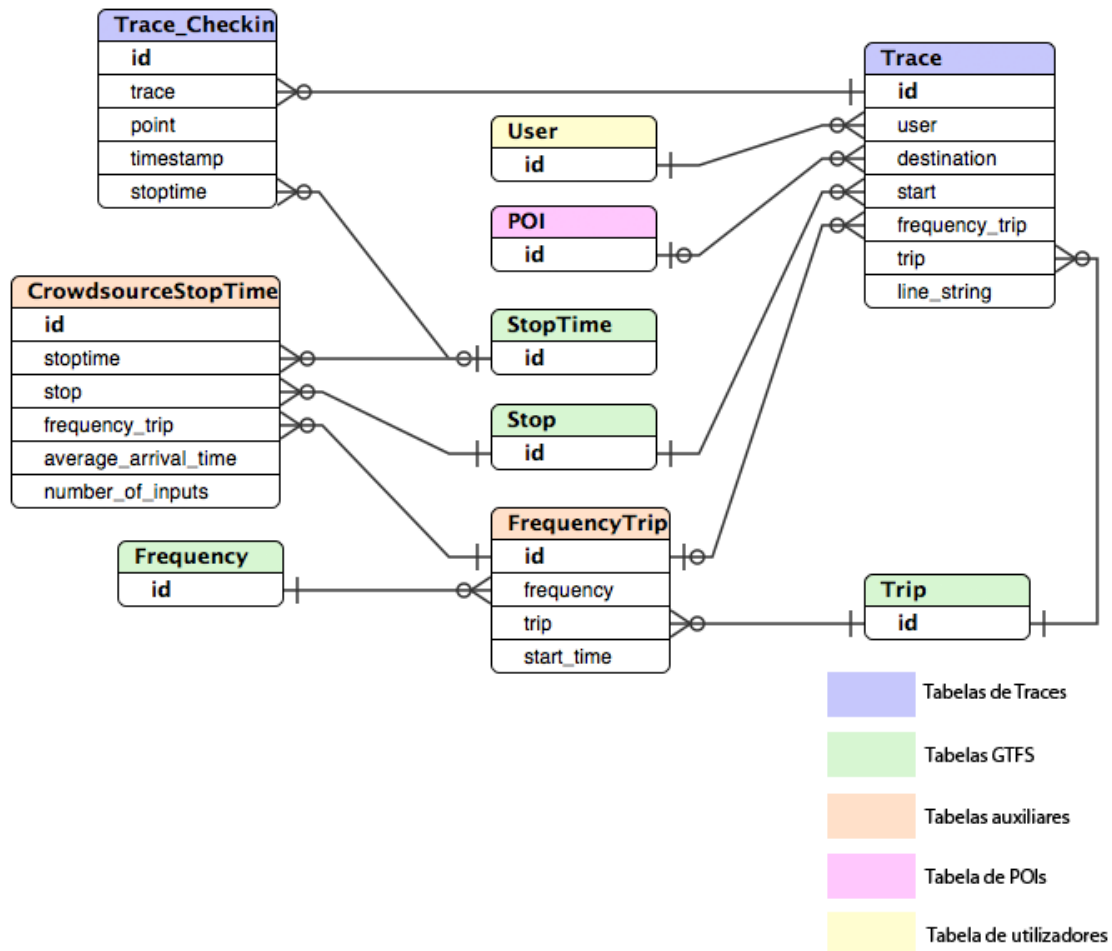 Trace_Checkin
id
trace
point
timestamp
stoptime
Trace
id
user
destination
start
frequency_trip
trip
line_string
User
id
POI
id
CrowdsourceStopTime
id
stoptime
stop
frequency_trip
average_arrival_time
number_of_inputs
StopTime
id
Stop
id
FrequencyTrip
id
frequency
trip
start_time
Frequency
id
Trip
id
Tabelas de Traces
Tabelas GTFS
Tabelas auxiliares
Tabela de POIs
Tabela de utilizadores